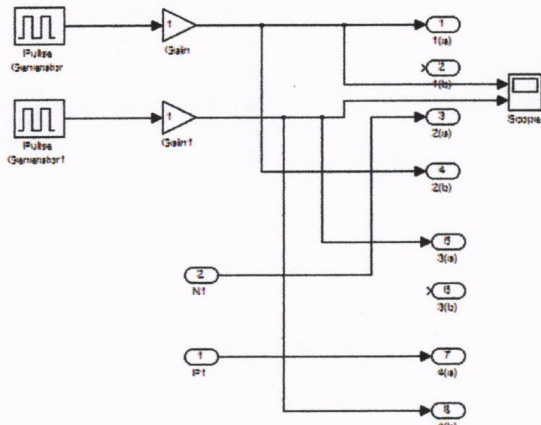 1
Pulse
Generator
Gain
1
1(a)
2
1(b)
Scope
1
Pulse
Generator1
Gain1
3
2(a)
4
2(b)
5
3(a)
2
N1
6
3(b)
1
P1
7
4(a)
8